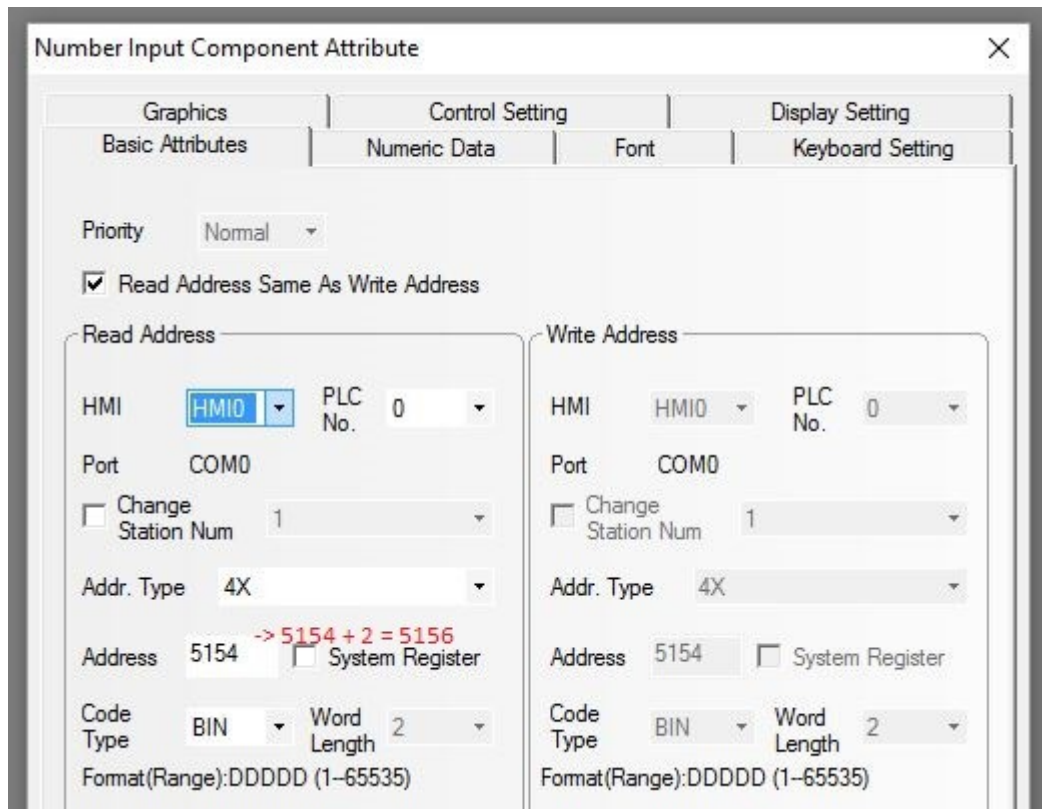 Number Input Component Attribute
Graphics Control Setting Display Setting
Basic Attributes Numeric Data Font Keyboard Setting
Priority Normal
Read Address Same As Write Address
Read Address
HMI HMI0 PLC No. 0
Port COM0
Change Station Num 1
Addr. Type 4X
-> 5154 + 2 = 5156
Address 5154 System Register
Code Type BIN Word Length 2
Format(Range):DDDDD (1--65535)
Write Address
HMI HMI0 PLC No. 0
Port COM0
Change Station Num 1
Addr. Type 4X
Address 5154 System Register
Code Type BIN Word Length 2
Format(Range):DDDDD (1--65535)